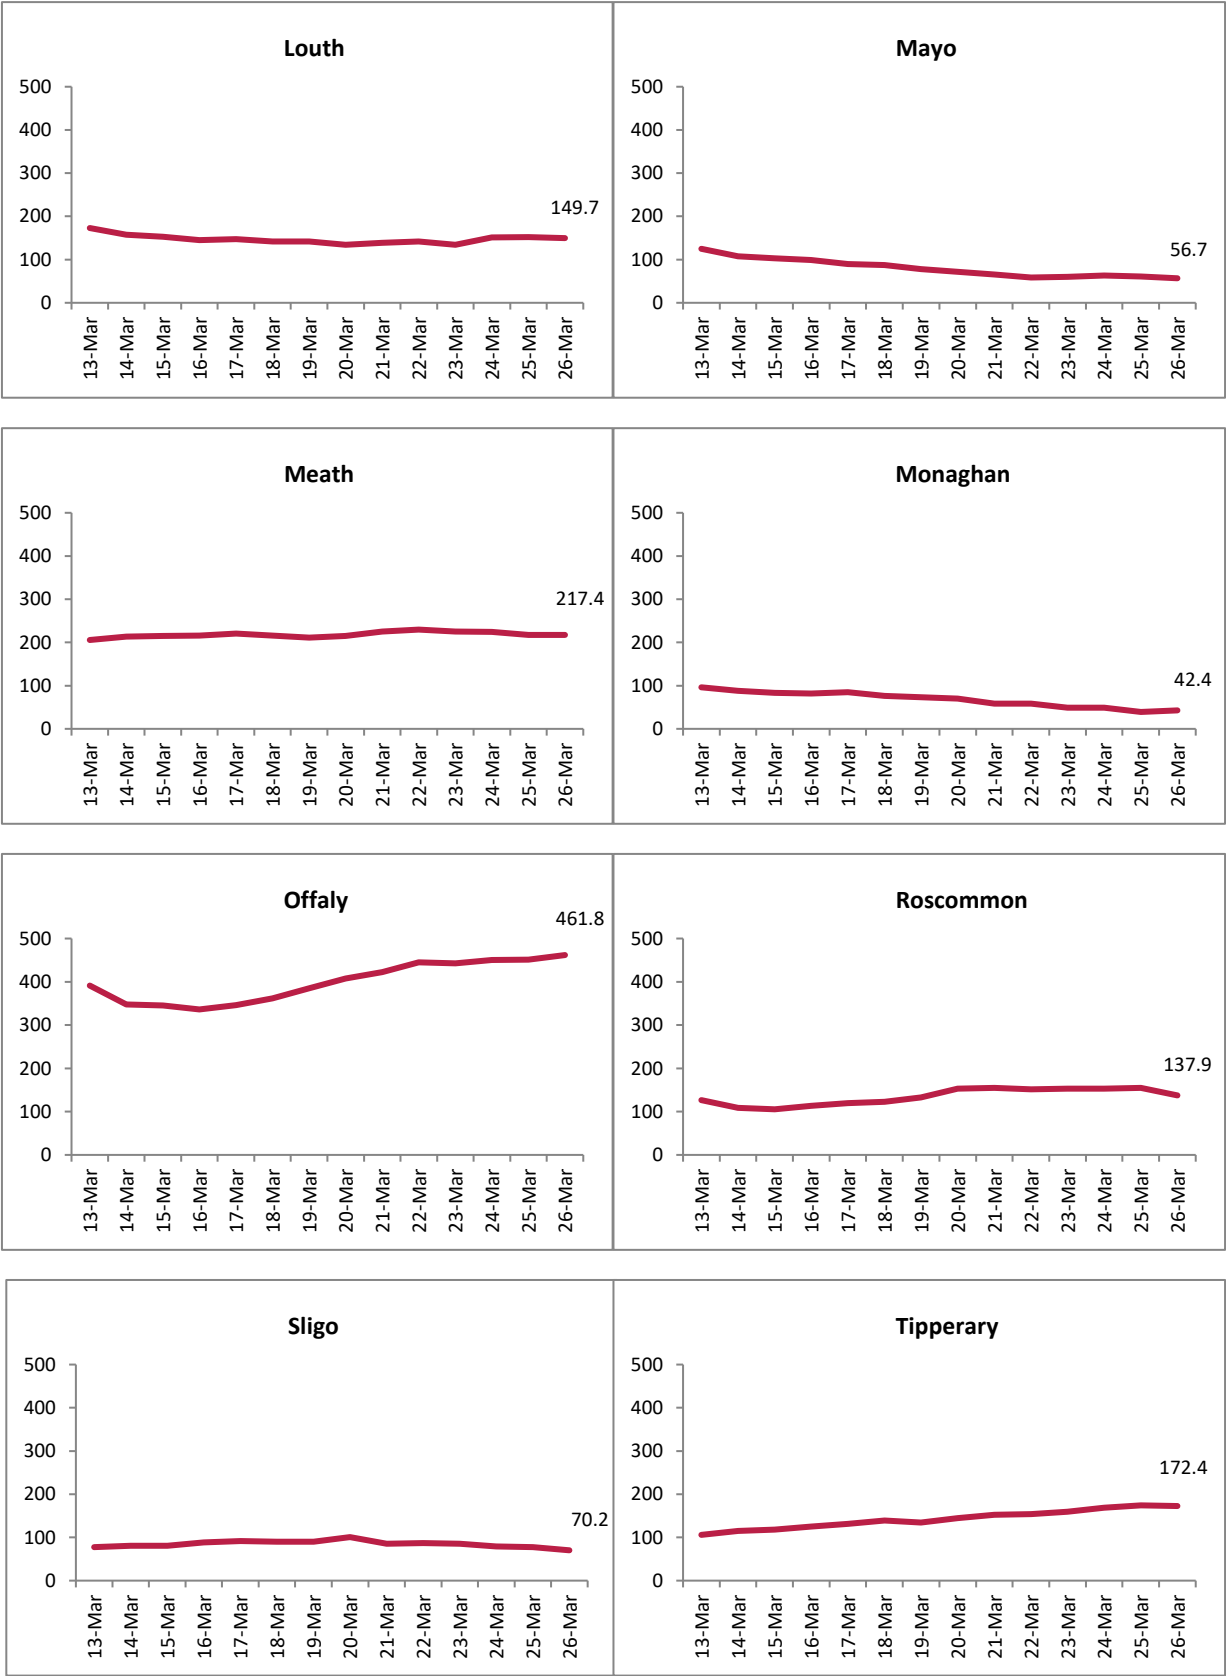 Louth
500
400
300
200
100
0
149.7
13-Mar
14-Mar
15-Mar
16-Mar
17-Mar
18-Mar
19-Mar
20-Mar
21-Mar
22-Mar
23-Mar
24-Mar
25-Mar
26-Mar
Mayo
500
400
300
200
100
0
56.7
13-Mar
14-Mar
15-Mar
16-Mar
17-Mar
18-Mar
19-Mar
20-Mar
21-Mar
22-Mar
23-Mar
24-Mar
25-Mar
26-Mar
Meath
500
400
300
200
100
0
217.4
13-Mar
14-Mar
15-Mar
16-Mar
17-Mar
18-Mar
19-Mar
20-Mar
21-Mar
22-Mar
23-Mar
24-Mar
25-Mar
26-Mar
Monaghan
500
400
300
200
100
0
42.4
13-Mar
14-Mar
15-Mar
16-Mar
17-Mar
18-Mar
19-Mar
20-Mar
21-Mar
22-Mar
23-Mar
24-Mar
25-Mar
26-Mar
Offaly
461.8
500
400
300
200
100
0
13-Mar
14-Mar
15-Mar
16-Mar
17-Mar
18-Mar
19-Mar
20-Mar
21-Mar
22-Mar
23-Mar
24-Mar
25-Mar
26-Mar
Roscommon
500
400
300
200
100
0
137.9
13-Mar
14-Mar
15-Mar
16-Mar
17-Mar
18-Mar
19-Mar
20-Mar
21-Mar
22-Mar
23-Mar
24-Mar
25-Mar
26-Mar
Sligo
500
400
300
200
100
0
70.2
13-Mar
14-Mar
15-Mar
16-Mar
17-Mar
18-Mar
19-Mar
20-Mar
21-Mar
22-Mar
23-Mar
24-Mar
25-Mar
26-Mar
Tipperary
500
400
300
200
100
0
172.4
13-Mar
14-Mar
15-Mar
16-Mar
17-Mar
18-Mar
19-Mar
20-Mar
21-Mar
22-Mar
23-Mar
24-Mar
25-Mar
26-Mar